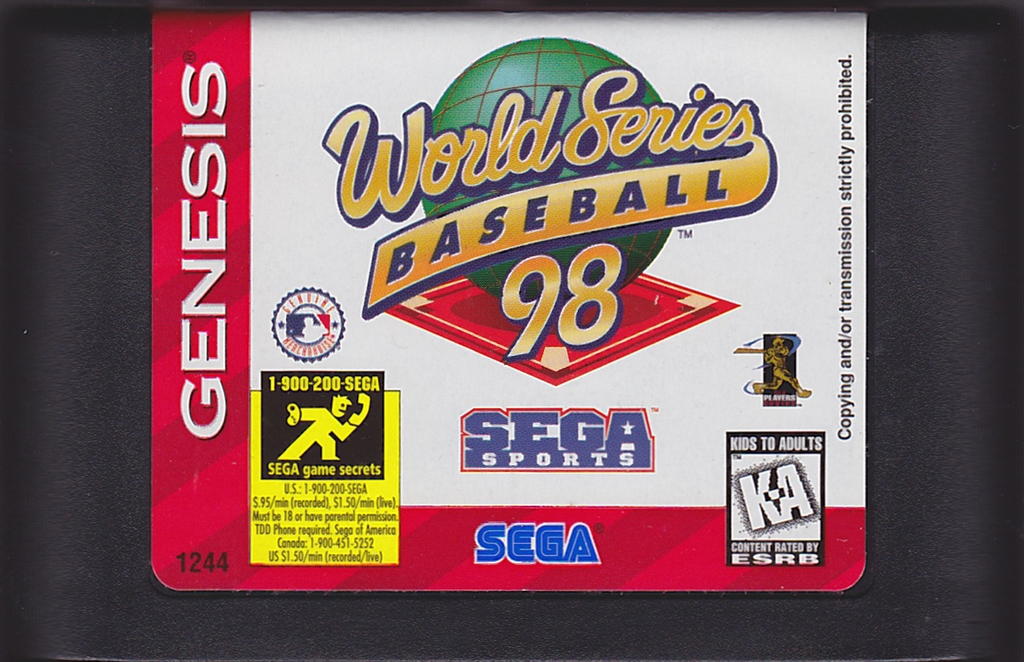 GENESIS®
World Series
BASEBALL
98
™
GENUINE
MERCHANDISE
1-900-200-SEGA
SEGA game secrets
U.S.: 1-900-200-SEGA
$.95/min (recorded), $1.50/min (live).
Must be 18 or have parental permission.
TDD Phone required. Sega of America
Canada: 1-900-451-5252
US $1.50/min (recorded/live)
SEGA™
SPORTS
PLAYERS
KIDS TO ADULTS
™
K-A
CONTENT RATED BY
ESRB
SEGA®
1244
Copying and/or transmission strictly prohibited.